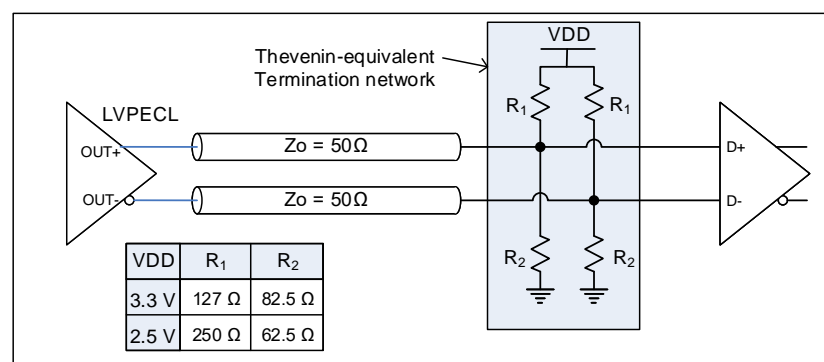 VDD
Thevenin-equivalent
Termination network
R₁
R₁
LVPECL
OUT+
Zo = 50Ω
D+
OUT-
Zo = 50Ω
D-
R₂
R₂
VDD R₁ R₂
3.3 V 127 Ω 82.5 Ω
2.5 V 250 Ω 62.5 Ω